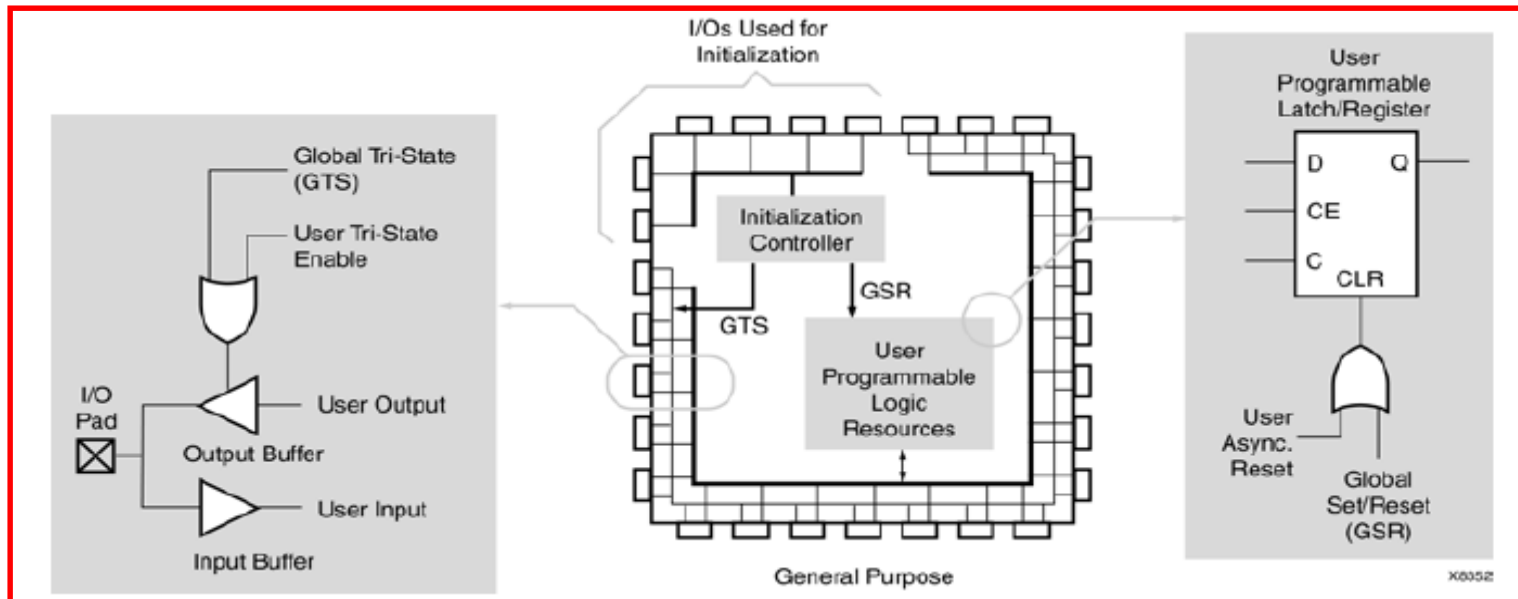 I/Os Used for
Initialization
Global Tri-State
(GTS)
User Tri-State
Enable
I/O
Pad
User Output
Output Buffer
User Input
Input Buffer
Initialization
Controller
GTS
GSR
User
Programmable
Logic
Resources
General Purpose
User
Programmable
Latch/Register
D
Q
CE
C
CLR
User
Async.
Reset
Global
Set/Reset
(GSR)
X8352